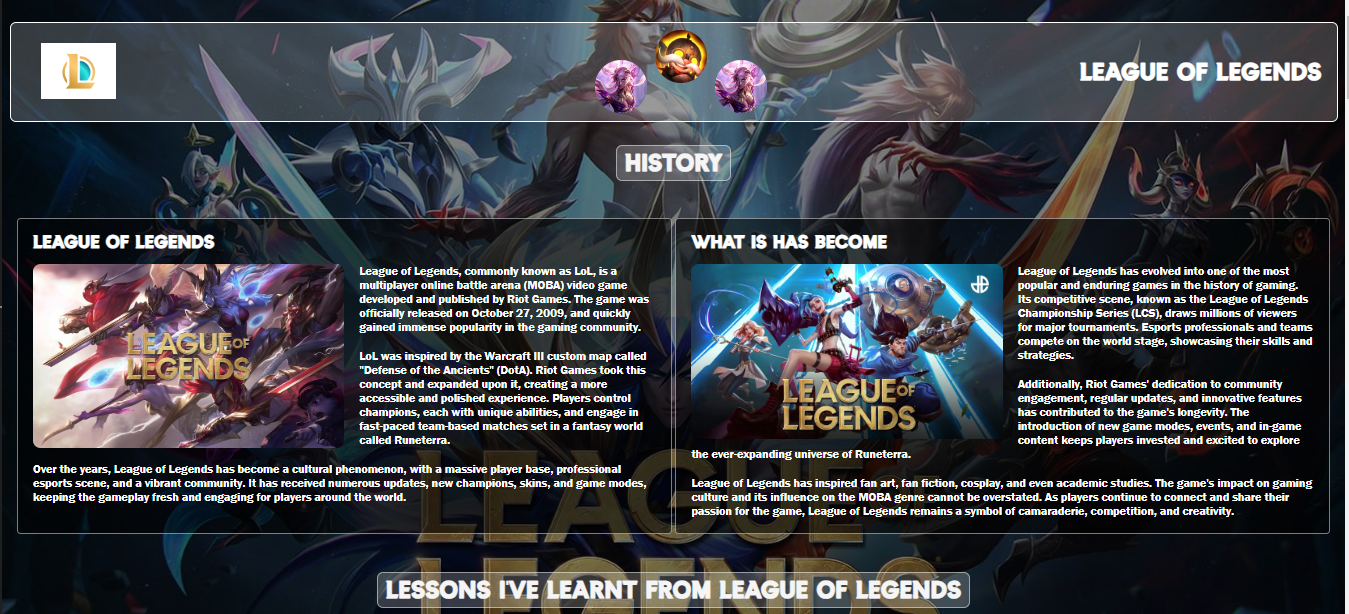 LEAGUE OF LEGENDS
HISTORY
LEAGUE OF LEGENDS
LEAGUE OF
LEGENDS
League of Legends, commonly known as LoL, is a
multiplayer online battle arena (MOBA) video game
developed and published by Riot Games. The game was
officially released on October 27, 2009, and quickly
gained immense popularity in the gaming community.
LoL was inspired by the Warcraft III custom map called
"Defense of the Ancients" (DotA). Riot Games took this
concept and expanded upon it, creating a more
accessible and polished experience. Players control
champions, each with unique abilities, and engage in
fast-paced team-based matches set in a fantasy world
called Runeterra.
Over the years, League of Legends has become a cultural phenomenon, with a massive player base, professional
esports scene, and a vibrant community. It has received numerous updates, new champions, skins, and game modes,
keeping the gameplay fresh and engaging for players around the world.
WHAT IS HAS BECOME
LEAGUE OF
LEGENDS
League of Legends has evolved into one of the most
popular and enduring games in the history of gaming.
Its competitive scene, known as the League of Legends
Championship Series (LCS), draws millions of viewers
for major tournaments. Esports professionals and teams
compete on the world stage, showcasing their skills and
strategies.
Additionally, Riot Games' dedication to community
engagement, regular updates, and innovative features
has contributed to the game's longevity. The
introduction of new game modes, events, and in-game
content keeps players invested and excited to explore
the ever-expanding universe of Runeterra.
League of Legends has inspired fan art, fan fiction, cosplay, and even academic studies. The game's impact on gaming
culture and its influence on the MOBA genre cannot be overstated. As players continue to connect and share their
passion for the game, League of Legends remains a symbol of camaraderie, competition, and creativity.
LEAGUE
LEGENDS
LESSONS I'VE LEARNT FROM LEAGUE OF LEGENDS